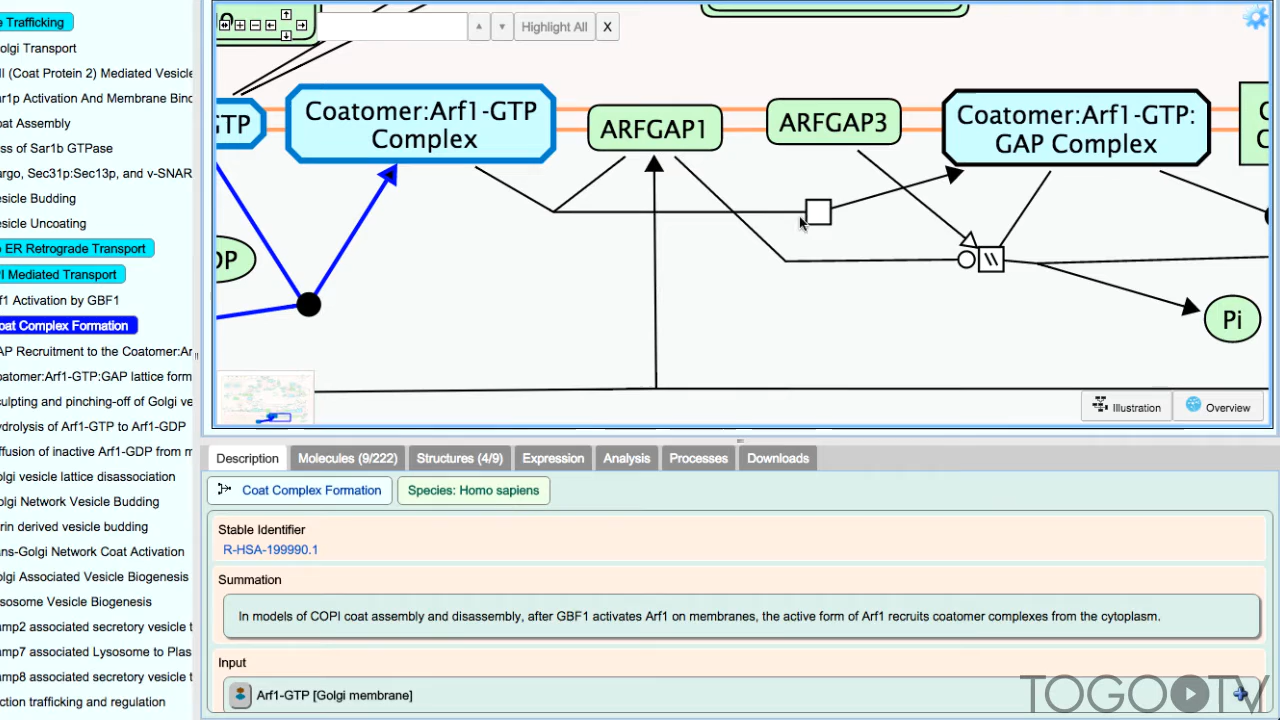 e Trafficking
olgi Transport
II (Coat Protein 2) Mediated Vesicle
ar1p Activation And Membrane Bind
oat Assembly
ss of Sar1b GTPase
argo, Sec31p:Sec13p, and v-SNAR
esicle Budding
esicle Uncoating
o ER Retrograde Transport
PI Mediated Transport
rf1 Activation by GBF1
oat Complex Formation
AP Recruitment to the Coatomer:Ar
oatomer:Arf1-GTP:GAP lattice form
culpting and pinching-off of Golgi ve
ydrolysis of Arf1-GTP to Arf1-GDP
iffusion of inactive Arf1-GDP from m
olgi vesicle lattice disassociation
olgi Network Vesicle Budding
rin derived vesicle budding
ans-Golgi Network Coat Activation
olgi Associated Vesicle Biogenesis
sosome Vesicle Biogenesis
amp2 associated secretory vesicle t
amp7 associated Lysosome to Plas
amp8 associated secretory vesicle t
ction trafficking and regulation
Highlight All
X
GTP
Coatomer:Arf1-GTP
Complex
ARFGAP1
ARFGAP3
Coatomer:Arf1-GTP:
GAP Complex
C
C
DP
Pi
Illustration
Overview
Description
Molecules (9/222)
Structures (4/9)
Expression
Analysis
Processes
Downloads
Coat Complex Formation
Species: Homo sapiens
Stable Identifier
R-HSA-199990.1
Summation
In models of COPI coat assembly and disassembly, after GBF1 activates Arf1 on membranes, the active form of Arf1 recruits coatomer complexes from the cytoplasm.
Input
Arf1-GTP [Golgi membrane]
TOGO TV